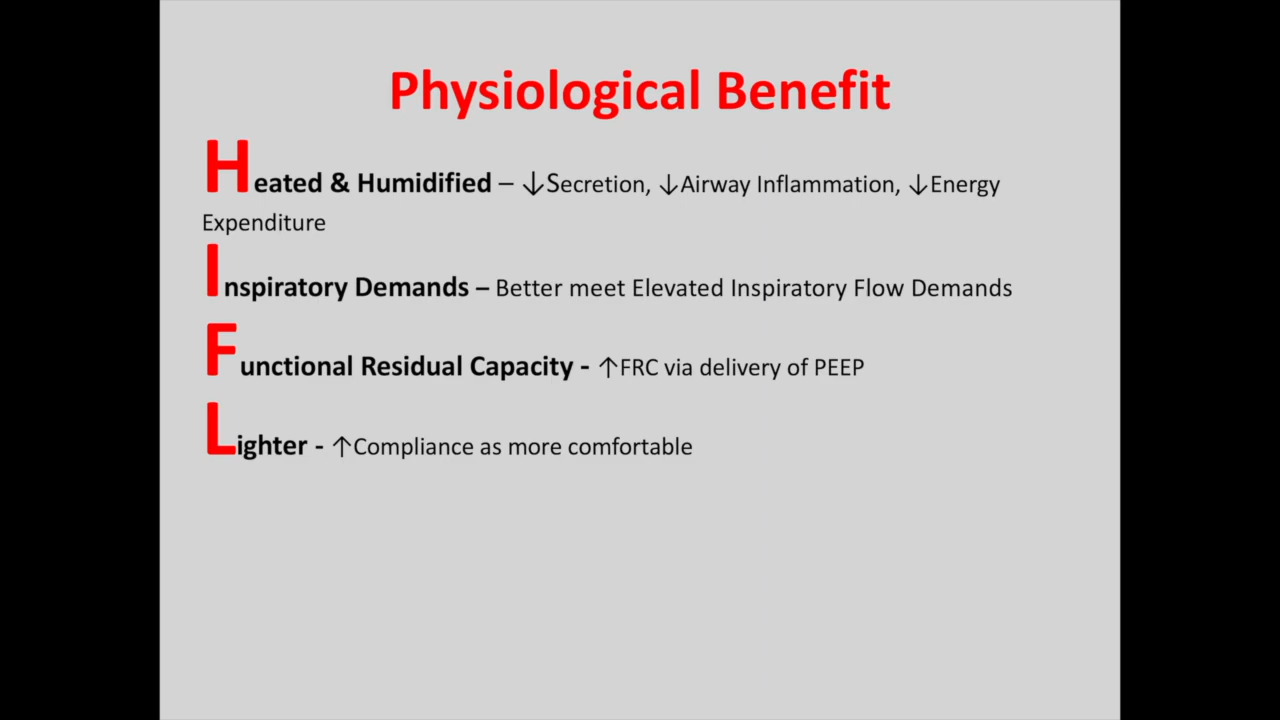 Physiological Benefit
Heated & Humidified – ↓Secretion, ↓Airway Inflammation, ↓Energy
Expenditure
Inspiratory Demands – Better meet Elevated Inspiratory Flow Demands
Functional Residual Capacity - ↑FRC via delivery of PEEP
Lighter - ↑Compliance as more comfortable